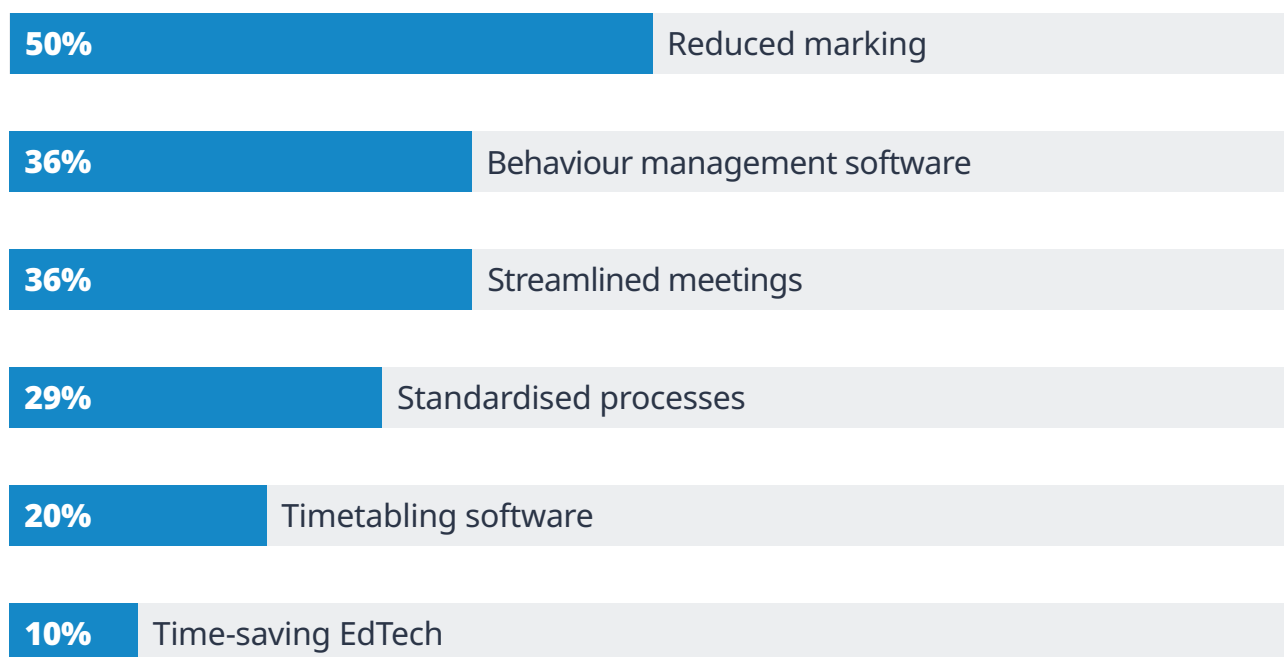 50% Reduced marking
36% Behaviour management software
36% Streamlined meetings
29% Standardised processes
20% Timetabling software
10% Time-saving EdTech